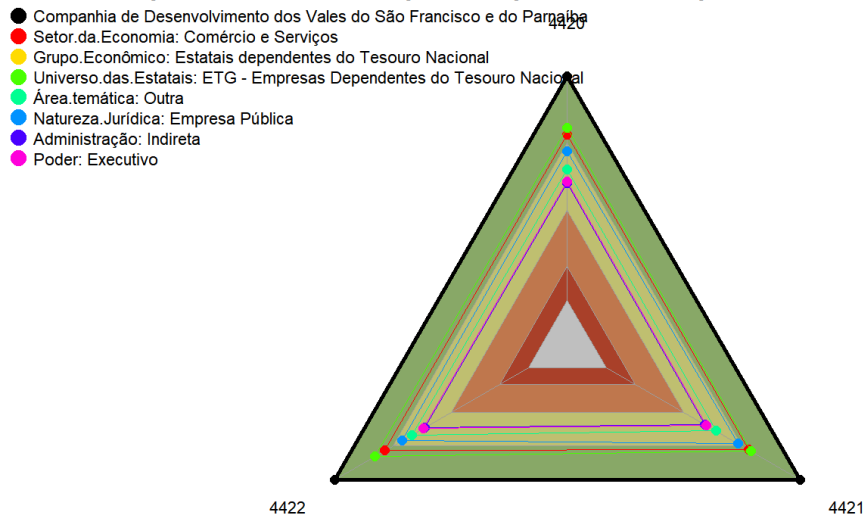 Companhia de Desenvolvimento dos Vales do São Francisco e do Parnaíba
4420
Setor.da.Economia: Comércio e Serviços
Grupo.Econômico: Estatais dependentes do Tesouro Nacional
Universo.das.Estatais: ETG - Empresas Dependentes do Tesouro Nacional
Área.temática: Outra
Natureza.Jurídica: Empresa Pública
Administração: Indireta
Poder: Executivo
4422
4421